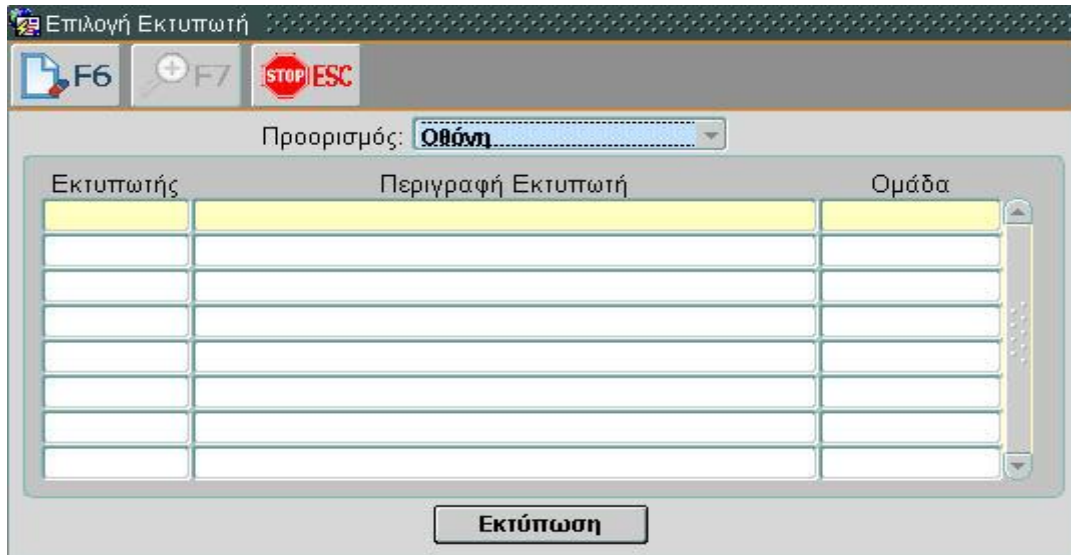 Επιλογή Εκτυπωτή
F6 F7 STOP ESC
Προορισμός: Οθόνη
Εκτυπωτής Περιγραφή Εκτυπωτή Ομάδα
Εκτύπωση